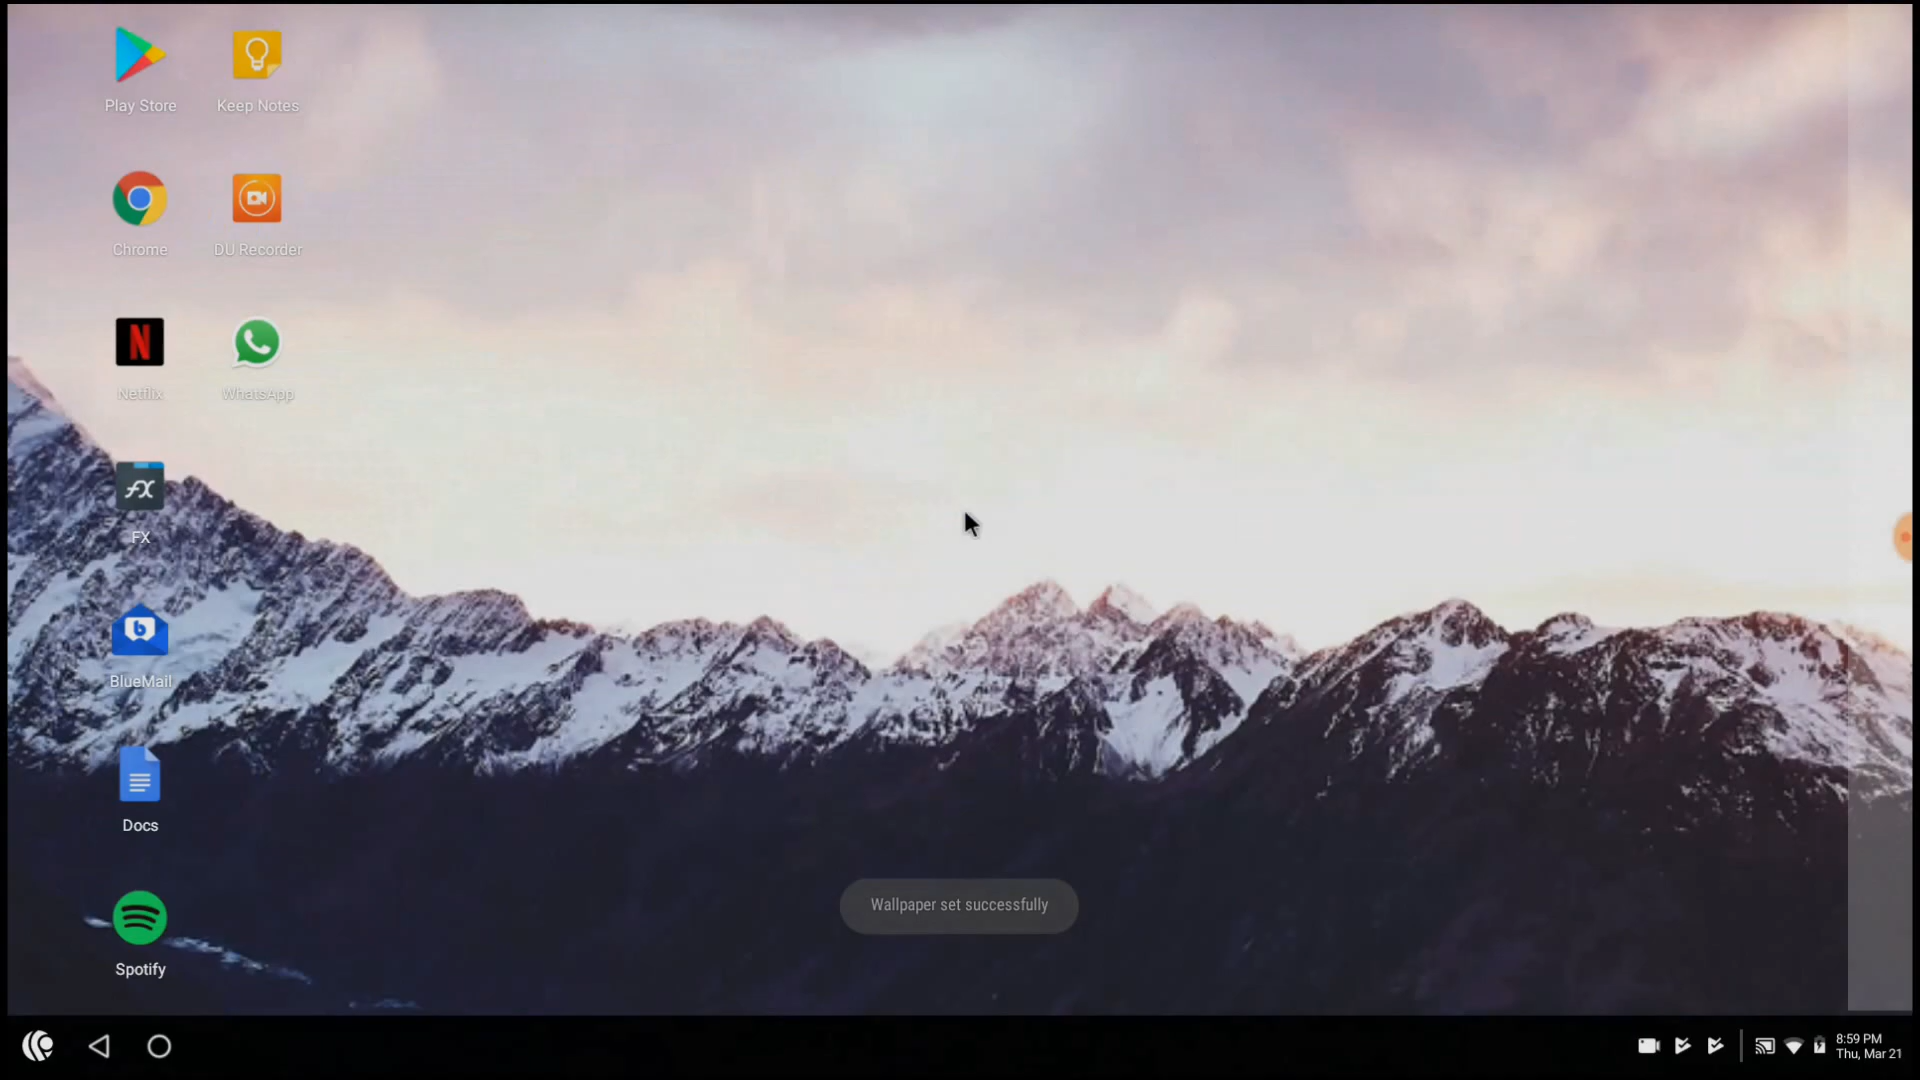 Play Store
Keep Notes
Chrome
DU Recorder
N
Netflix
WhatsApp
fX
FX
b
BlueMail
Docs
Spotify
Wallpaper set successfully
8:59 PM
Thu, Mar 21